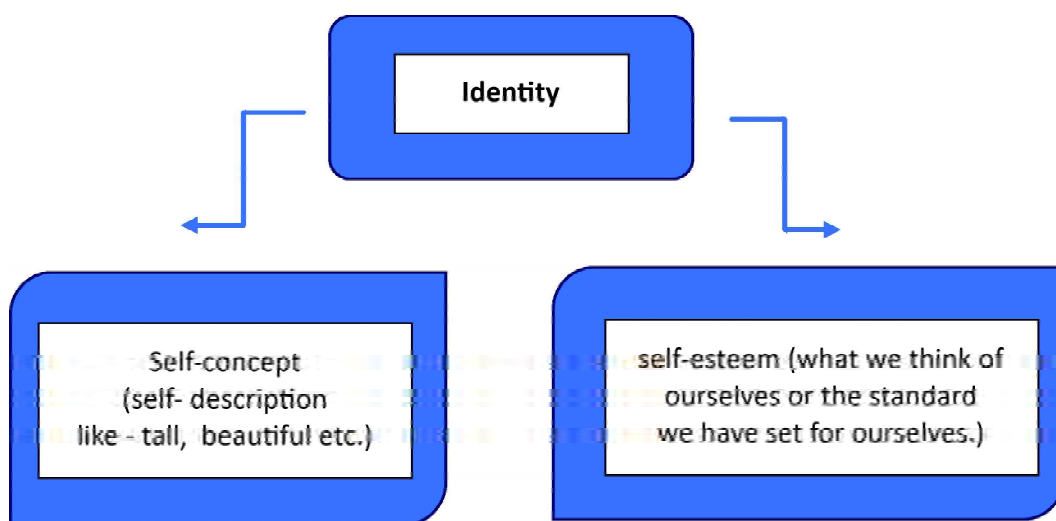 Identity
Self-concept
(self- description
like - tall, beautiful etc.)
self-esteem (what we think of
ourselves or the standard
we have set for ourselves.)